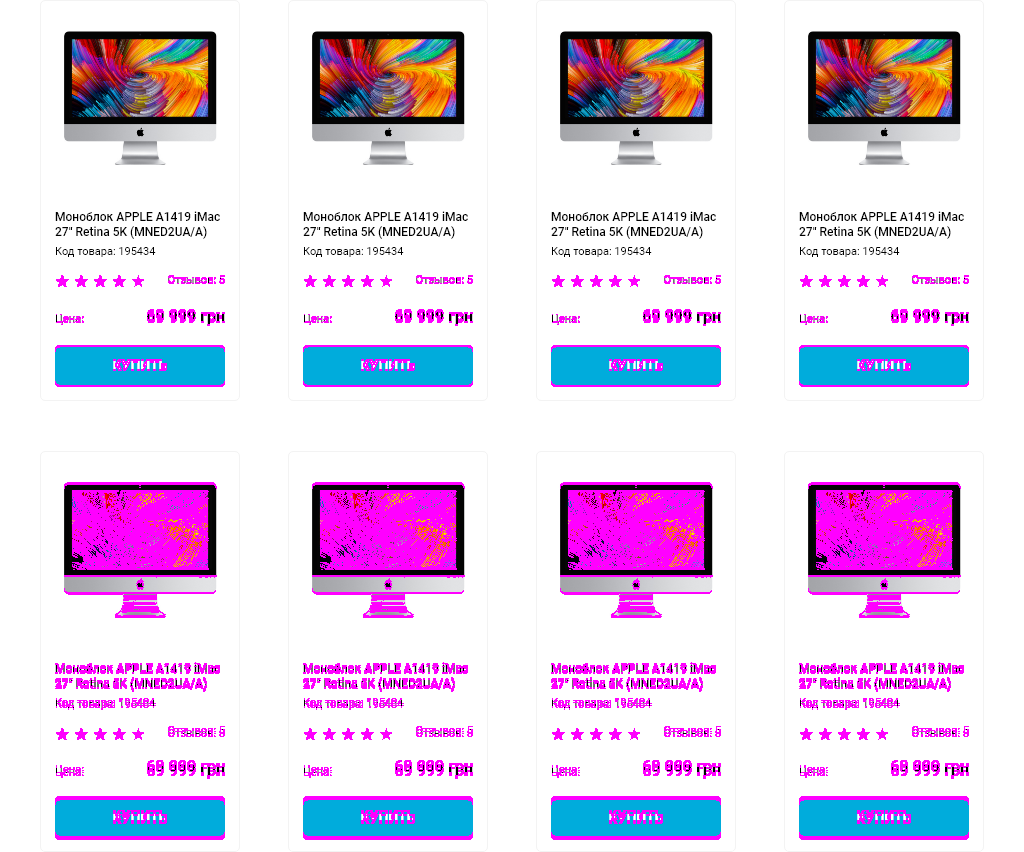 Моноблок APPLE A1419 iMac
27" Retina 5K (MNED2UA/A)
Код товара: 195434
Отзывов: 5
Цена: 69 999 грн
КУПИТЬ
Моноблок APPLE A1419 iMac
27" Retina 5K (MNED2UA/A)
Код товара: 195434
Отзывов: 5
Цена: 69 999 грн
КУПИТЬ
Моноблок APPLE A1419 iMac
27" Retina 5K (MNED2UA/A)
Код товара: 195434
Отзывов: 5
Цена: 69 999 грн
КУПИТЬ
Моноблок APPLE A1419 iMac
27" Retina 5K (MNED2UA/A)
Код товара: 195434
Отзывов: 5
Цена: 69 999 грн
КУПИТЬ
Моноблок APPLE A1419 iMac
27" Retina 5K (MNED2UA/A)
Код товара: 195434
Отзывов: 5
Цена: 69 999 грн
КУПИТЬ
Моноблок APPLE A1419 iMac
27" Retina 5K (MNED2UA/A)
Код товара: 195434
Отзывов: 5
Цена: 69 999 грн
КУПИТЬ
Моноблок APPLE A1419 iMac
27" Retina 5K (MNED2UA/A)
Код товара: 195434
Отзывов: 5
Цена: 69 999 грн
КУПИТЬ
Моноблок APPLE A1419 iMac
27" Retina 5K (MNED2UA/A)
Код товара: 195434
Отзывов: 5
Цена: 69 999 грн
КУПИТЬ